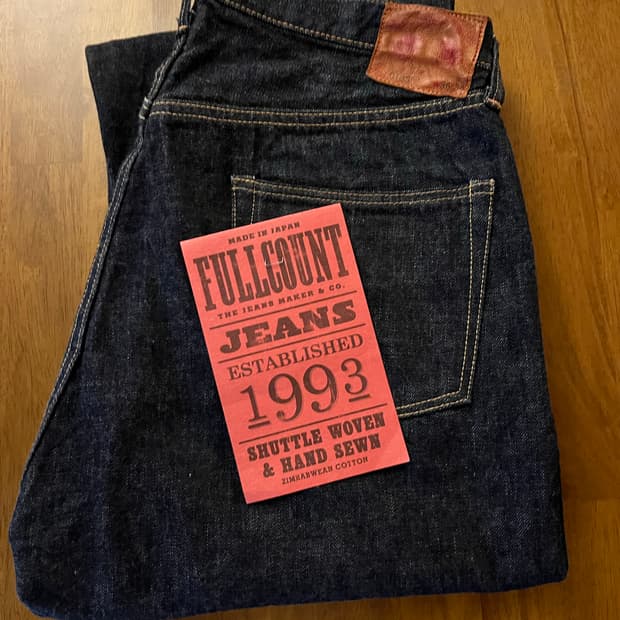 MADE IN JAPAN
FULLCOUNT
THE JEANS MAKER & CO.
JEANS
ESTABLISHED
1993
SHUTTLE WOVEN
& HAND SEWN
ZIMBABWEAN COTTON